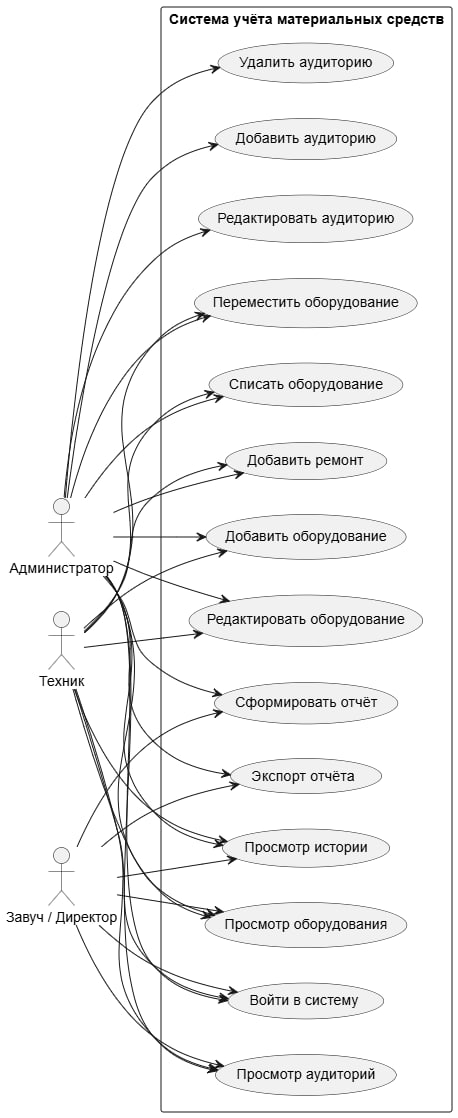 Система учёта материальных средств
Удалить аудиторию
Добавить аудиторию
Редактировать аудиторию
Переместить оборудование
Списать оборудование
Добавить ремонт
Добавить оборудование
Администратор
Редактировать оборудование
Техник
Сформировать отчёт
Экспорт отчёта
Просмотр истории
Завуч / Директор
Просмотр оборудования
Войти в систему
Просмотр аудиторий